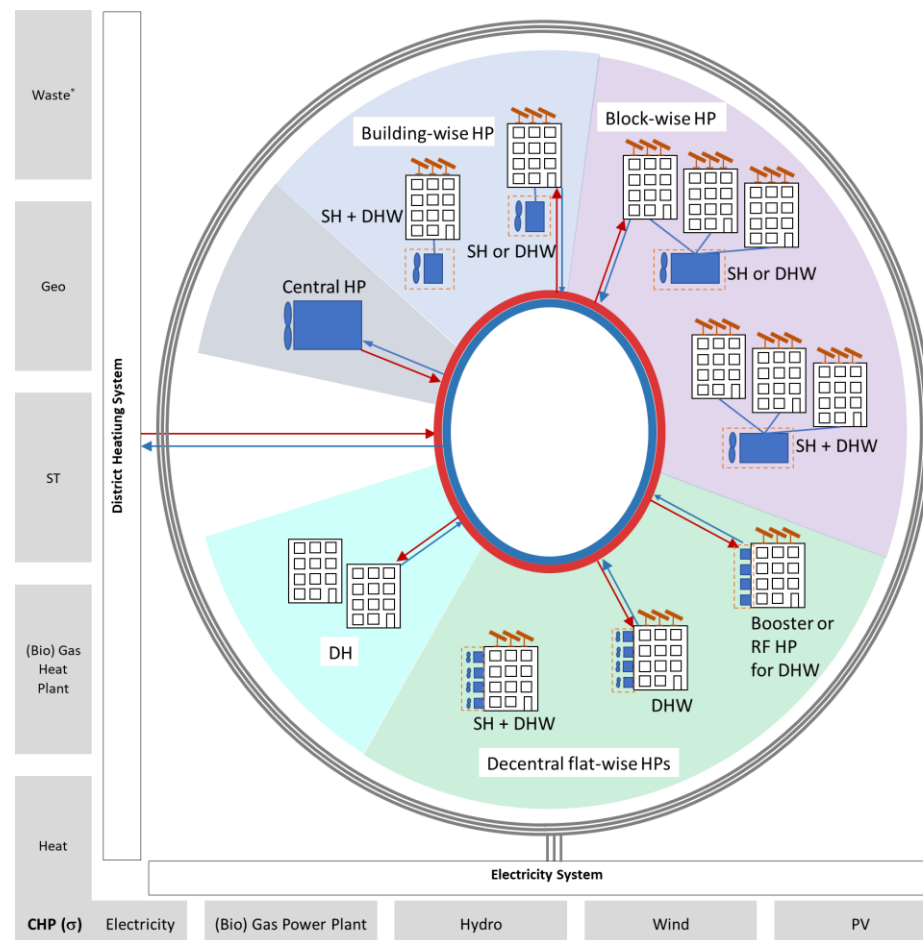 Waste*
Geo
ST
(Bio) Gas
Heat
Plant
Heat
District Heatiung System
Building-wise HP
Block-wise HP
SH + DHW
SH or DHW
SH or DHW
Central HP
SH + DHW
DH
SH + DHW
DHW
Booster or
RF HP
for DHW
Decentral flat-wise HPs
Electricity System
CHP (σ)
Electricity
(Bio) Gas Power Plant
Hydro
Wind
PV